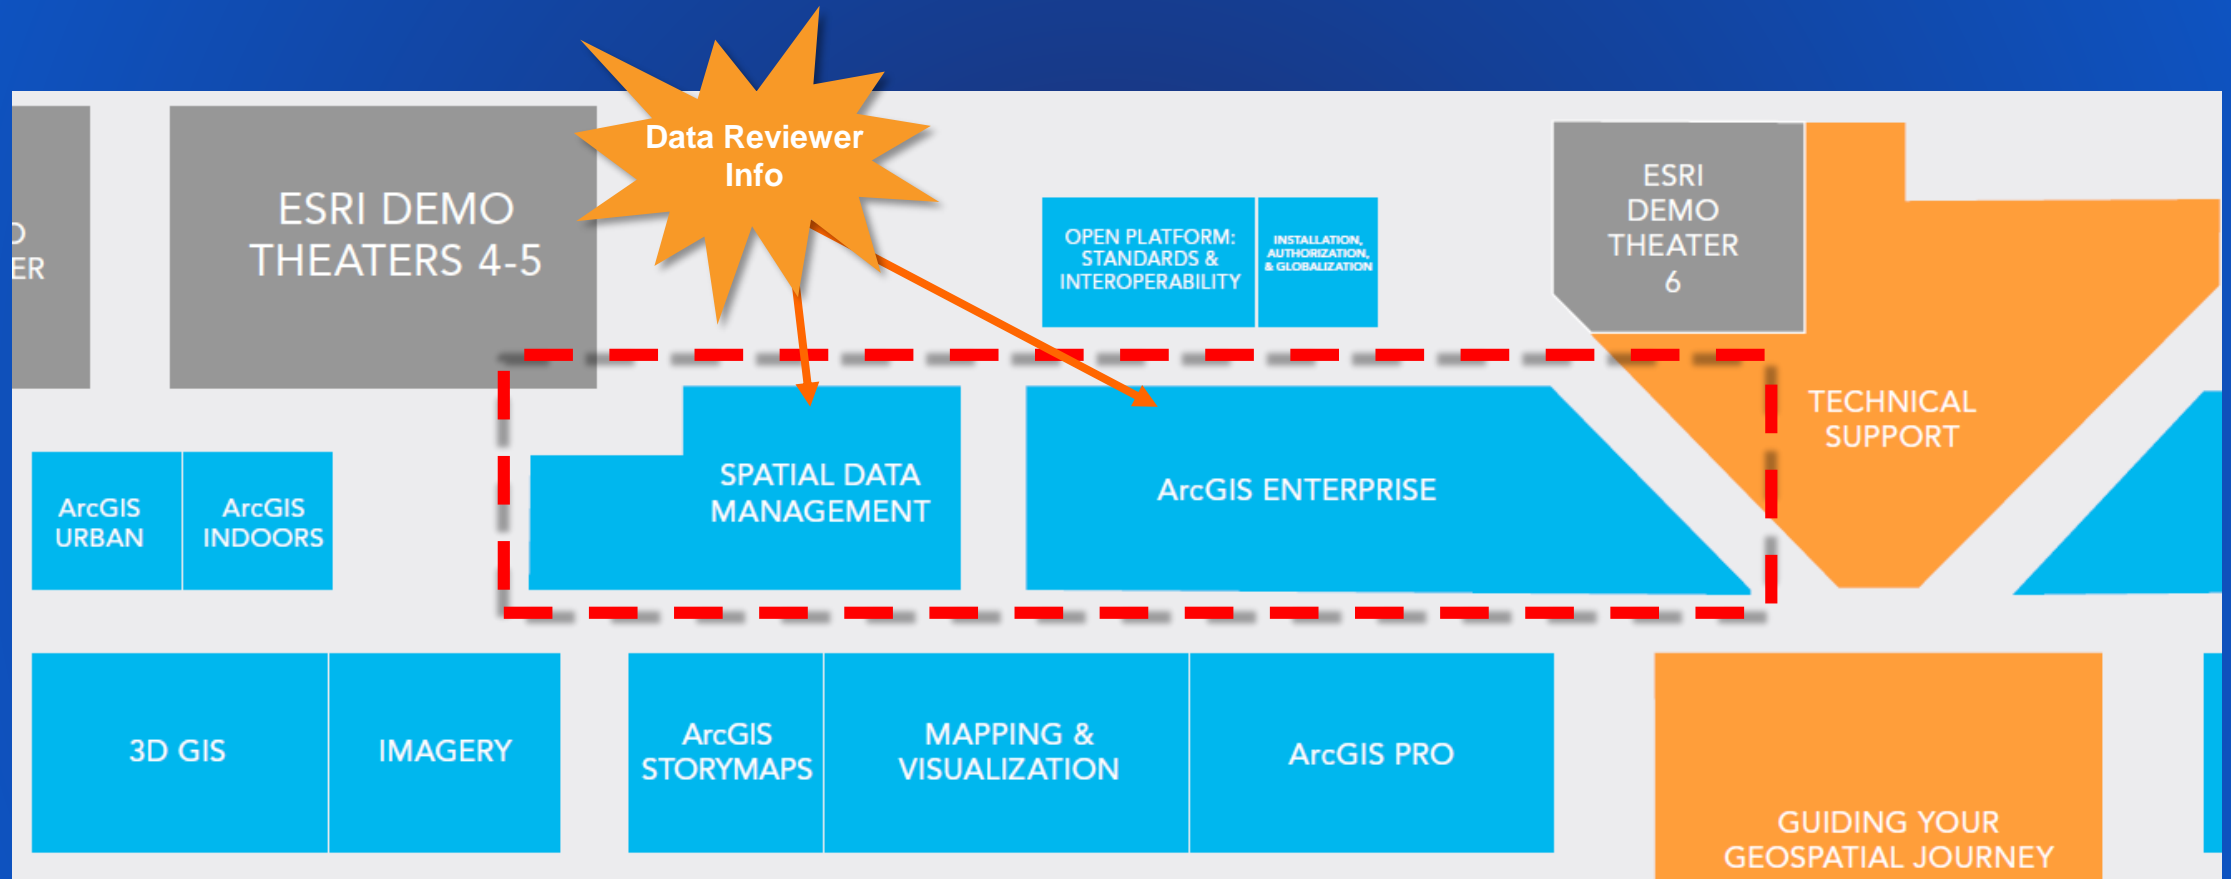 Data Reviewer
Info
ESRI DEMO
THEATERS 4-5
ER
OPEN PLATFORM:
STANDARDS &
INTEROPERABILITY
INSTALLATION,
AUTHORIZATION,
& GLOBALIZATION
ESRI
DEMO
THEATER
6
TECHNICAL
SUPPORT
SPATIAL DATA
MANAGEMENT
ArcGIS ENTERPRISE
ArcGIS
URBAN
ArcGIS
INDOORS
3D GIS
IMAGERY
ArcGIS
STORYMAPS
MAPPING &
VISUALIZATION
ArcGIS PRO
GUIDING YOUR
GEOSPATIAL JOURNEY